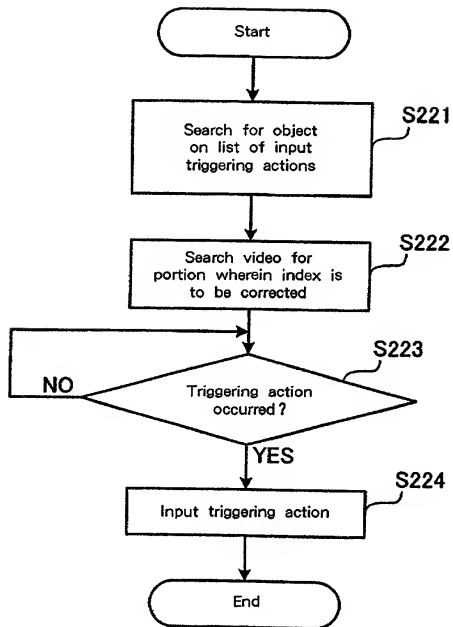 Start
S221
Search for object
on list of input
triggering actions
S222
Search video for
portion wherein index is
to be corrected
S223
NO
Triggering action
occurred?
YES
S224
Input triggering action
End